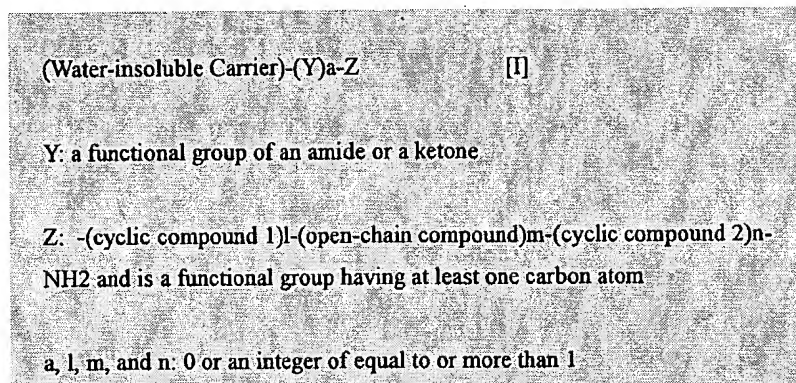 (Water-insoluble Carrier)-(Y)a-Z [I]
Y: a functional group of an amide or a ketone
Z: -(cyclic compound 1)l-(open-chain compound)m-(cyclic compound 2)n-
NH2 and is a functional group having at least one carbon atom
a, l, m, and n: 0 or an integer of equal to or more than 1